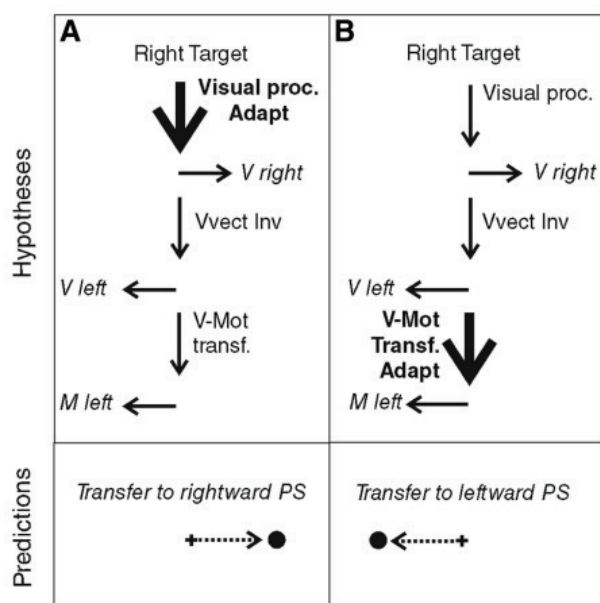 A
Right Target
Visual proc.
Adapt
V right
Vvect Inv
V left
V-Mot
transf.
M left
B
Right Target
Visual proc.
V right
Vvect Inv
V left
V-Mot
Transf.
Adapt
M left
Hypotheses
Transfer to rightward PS
Transfer to leftward PS
Predictions